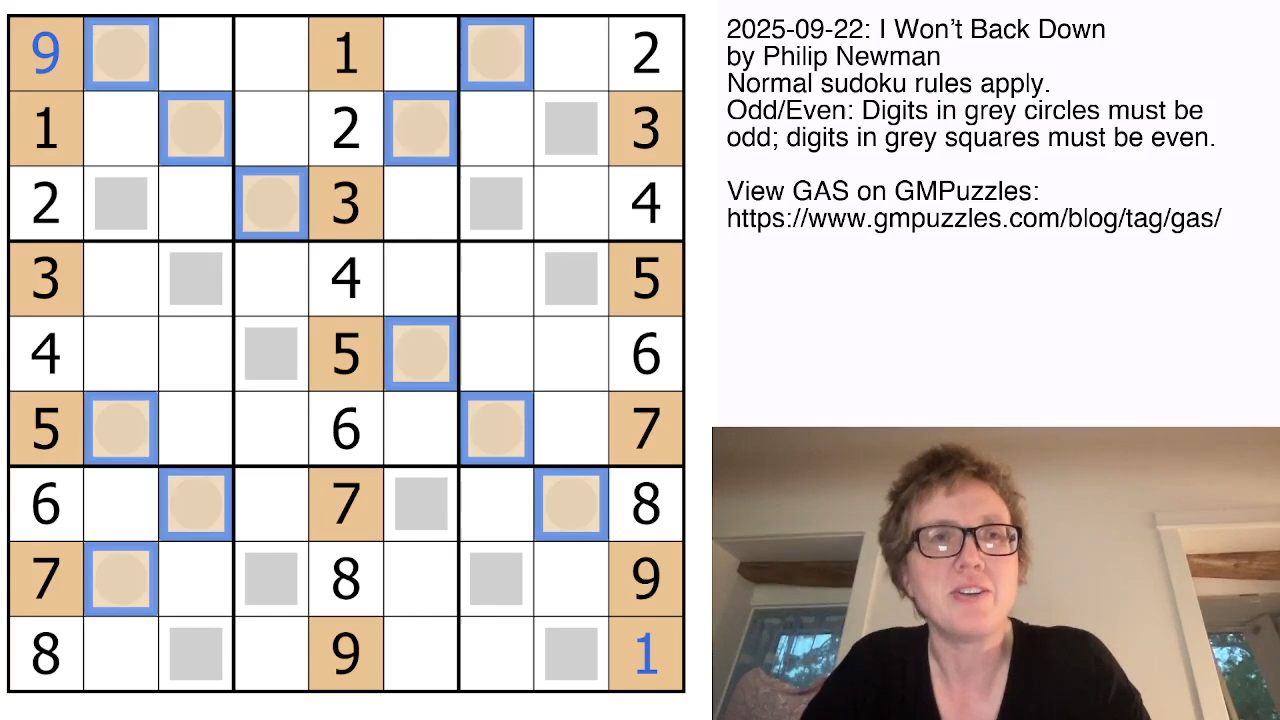 9 1 2
1 2 3
2 3 4
3 4 5
4 5 6
5 6 7
6 7 8
7 8 9
8 9 1
2025-09-22: I Won’t Back Down
by Philip Newman
Normal sudoku rules apply.
Odd/Even: Digits in grey circles must be
odd; digits in grey squares must be even.
View GAS on GMPuzzles:
https://www.gmpuzzles.com/blog/tag/gas/